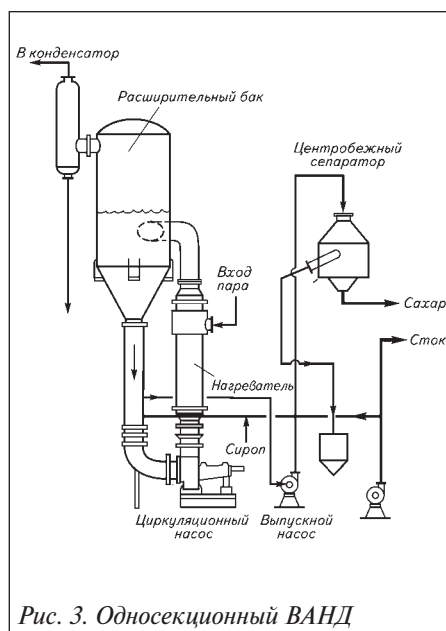 В конденсатор
Расширительный бак
Центробежный
сепаратор
Вход
пара
Сахар
Сток
Нагреватель
Сироп
Циркуляционный
насос
Выпускной
насос
Рис. 3. Односекционный ВАНД